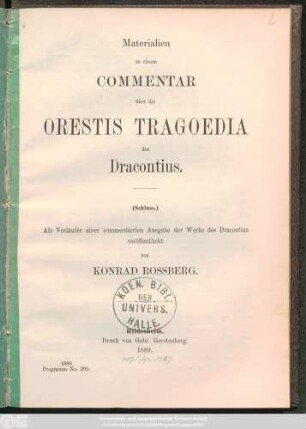 Materialien
zu einem
COMMENTAR
über die
ORESTIS TRAGOEDIA
des
Dracontius.
(Schluss.)
Als Vorläufer einer commentierten Ausgabe der Werke des Dracontius
veröffentlicht
von
KONRAD ROSSBERG.
KOEN. BIBL.
DER
UNIVERS.
HALLE
Hildesheim.
Druck von Gebr. Gerstenberg.
1889.
1889.
Programm No. 295.